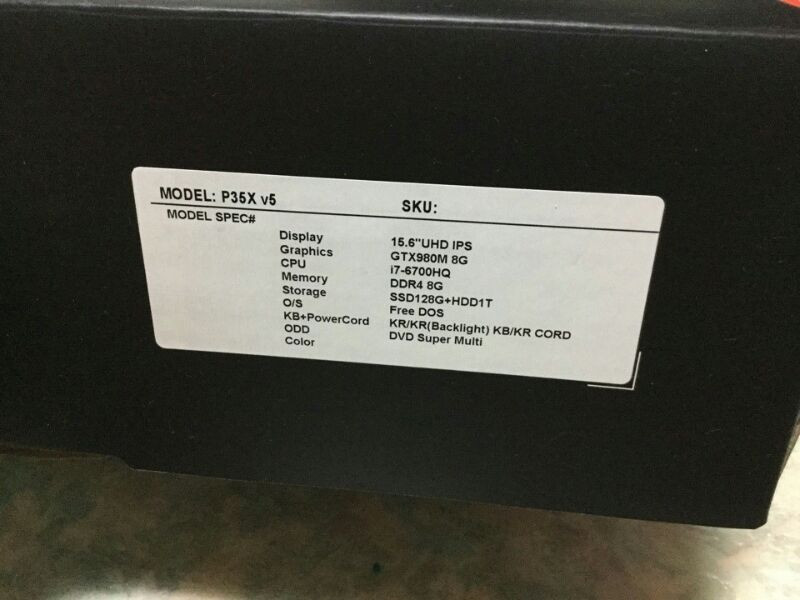 MODEL: P35X v5 SKU:
MODEL SPEC#
Display 15.6"UHD IPS
Graphics GTX980M 8G
CPU i7-6700HQ
Memory DDR4 8G
Storage SSD128G+HDD1T
O/S Free DOS
KB+PowerCord KR/KR(Backlight) KB/KR CORD
ODD DVD Super Multi
Color